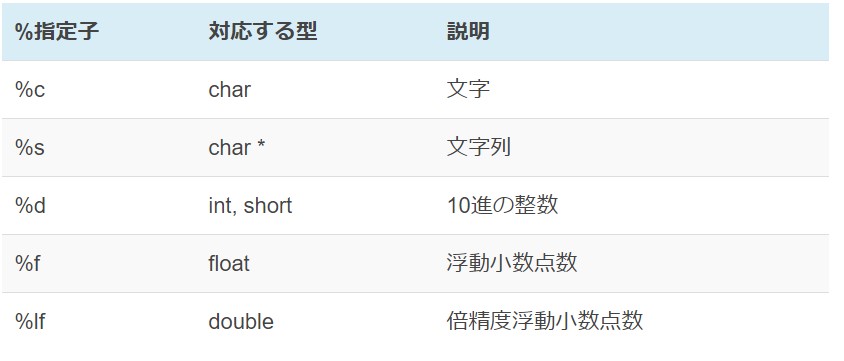 %指定子 対応する型 説明
%c char 文字
%s char * 文字列
%d int, short 10進の整数
%f float 浮動小数点数
%lf double 倍精度浮動小数点数